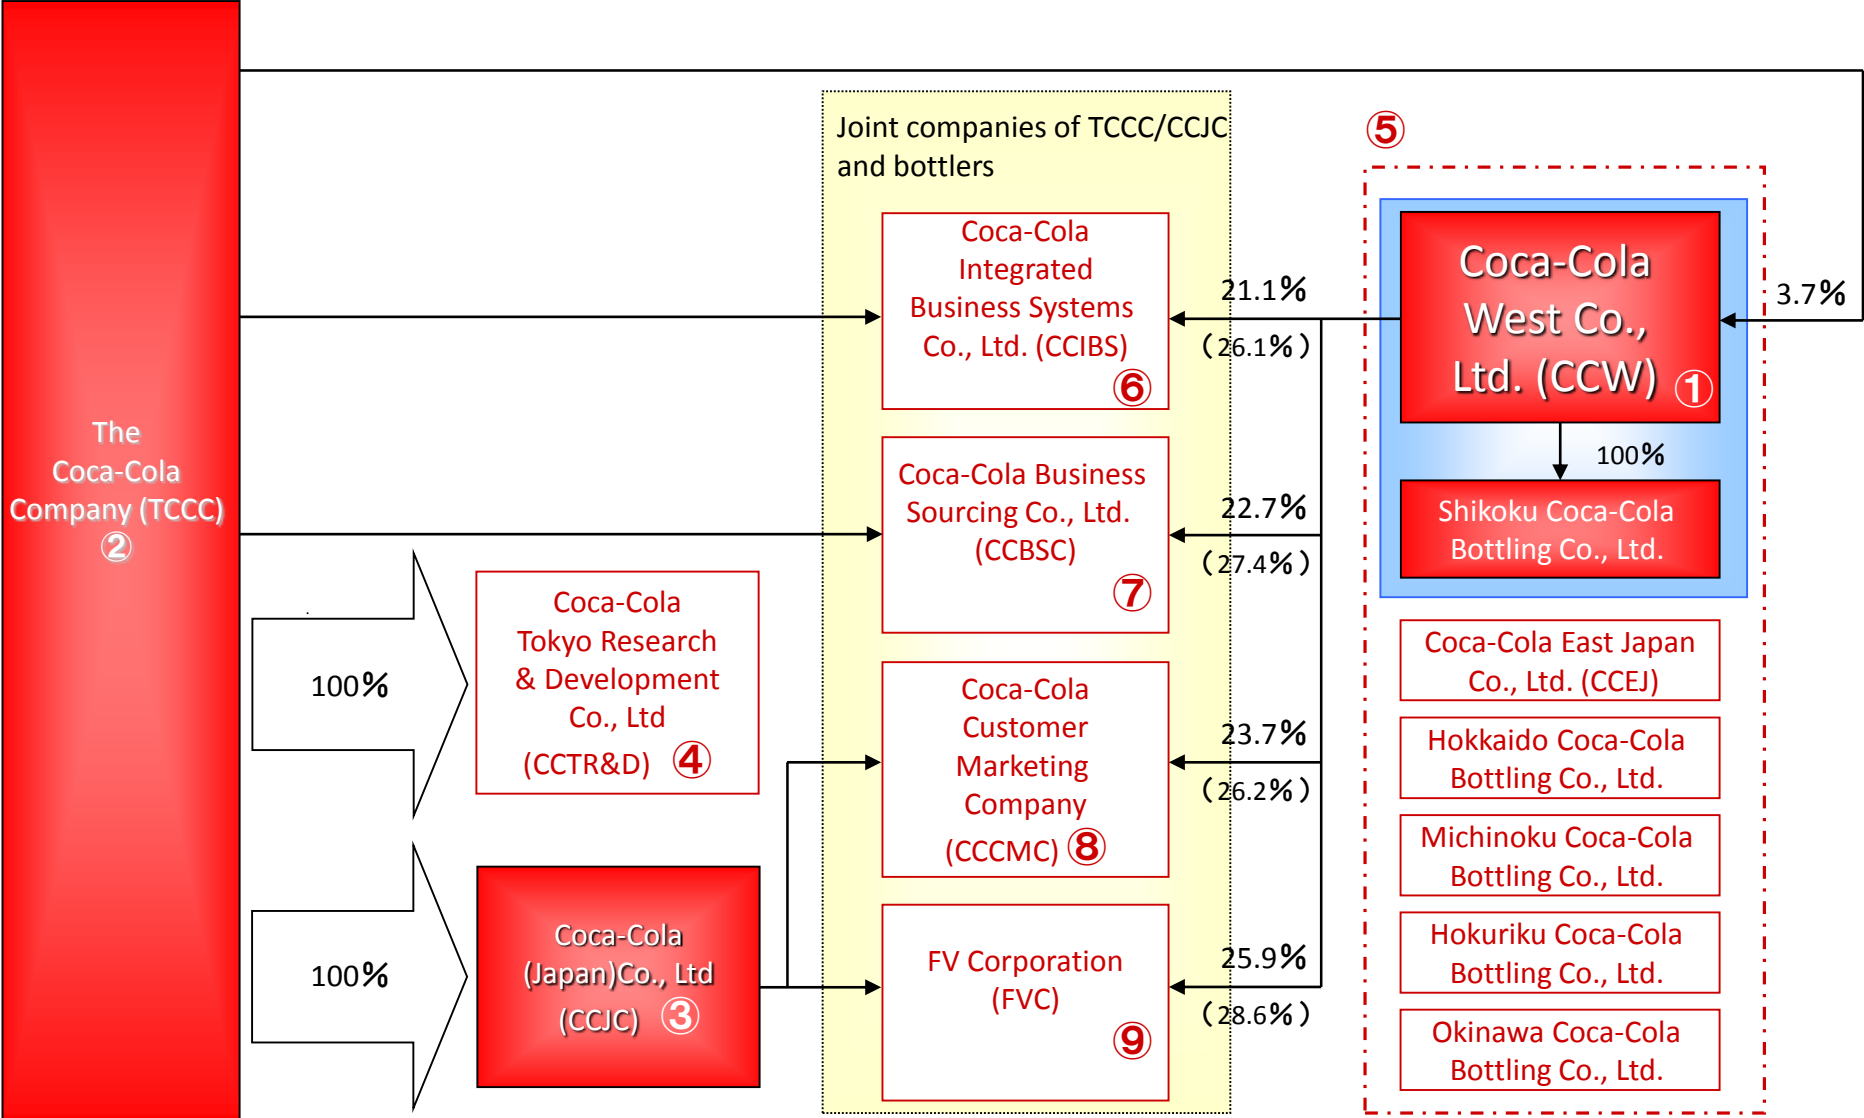 The
Coca-Cola
Company (TCCC)
②
100%
Coca-Cola
Tokyo Research
& Development
Co., Ltd
(CCTR&D) ④
100%
Coca-Cola
(Japan)Co., Ltd
(CCJC) ③
Joint companies of TCCC/CCJC
and bottlers
Coca-Cola
Integrated
Business Systems
Co., Ltd. (CCIBS)
⑥
Coca-Cola Business
Sourcing Co., Ltd.
(CCBSC)
⑦
Coca-Cola
Customer
Marketing
Company
(CCCMC) ⑧
FV Corporation
(FVC)
⑨
21.1%
(26.1%)
22.7%
(27.4%)
23.7%
(26.2%)
25.9%
(28.6%)
⑤
Coca-Cola
West Co.,
Ltd. (CCW) ①
3.7%
100%
Shikoku Coca-Cola
Bottling Co., Ltd.
Coca-Cola East Japan
Co., Ltd. (CCEJ)
Hokkaido Coca-Cola
Bottling Co., Ltd.
Michinoku Coca-Cola
Bottling Co., Ltd.
Hokuriku Coca-Cola
Bottling Co., Ltd.
Okinawa Coca-Cola
Bottling Co., Ltd.